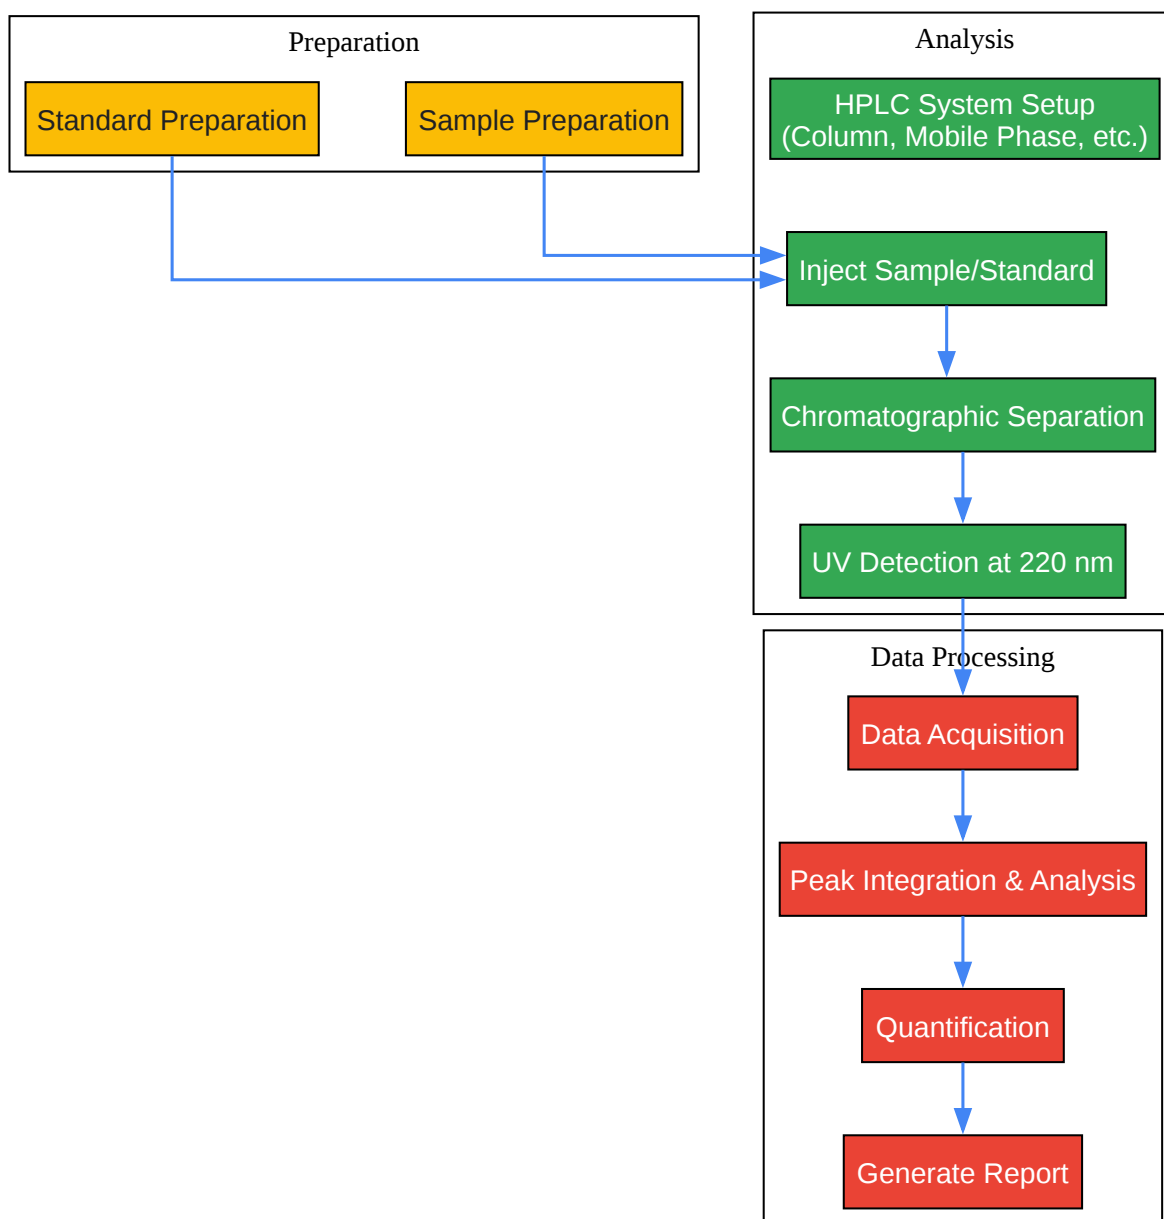 Preparation
Standard Preparation
Sample Preparation
Analysis
HPLC System Setup
(Column, Mobile Phase, etc.)
Inject Sample/Standard
Chromatographic Separation
UV Detection at 220 nm
Data Processing
Data Acquisition
Peak Integration & Analysis
Quantification
Generate Report